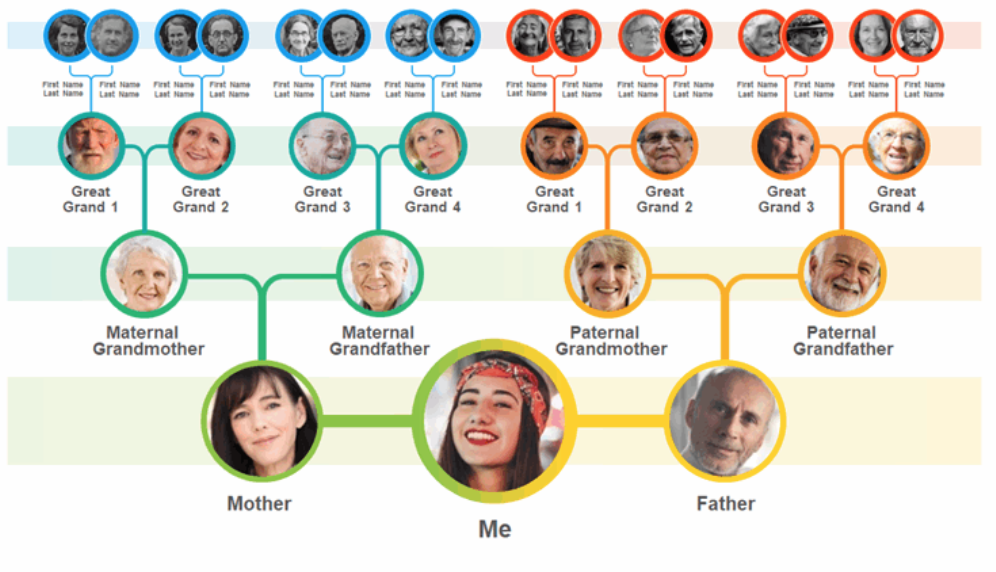 First Name First Name First Name First Name First Name First Name First Name First Name First Name First Name First Name First Name First Name First Name First Name First Name
Last Name Last Name Last Name Last Name Last Name Last Name Last Name Last Name Last Name Last Name Last Name Last Name Last Name Last Name Last Name Last Name
Great Great Great Great Great Great Great Great
Grand 1 Grand 2 Grand 3 Grand 4 Grand 1 Grand 2 Grand 3 Grand 4
Maternal Maternal Paternal Paternal
Grandmother Grandfather Grandmother Grandfather
Mother Father
Me